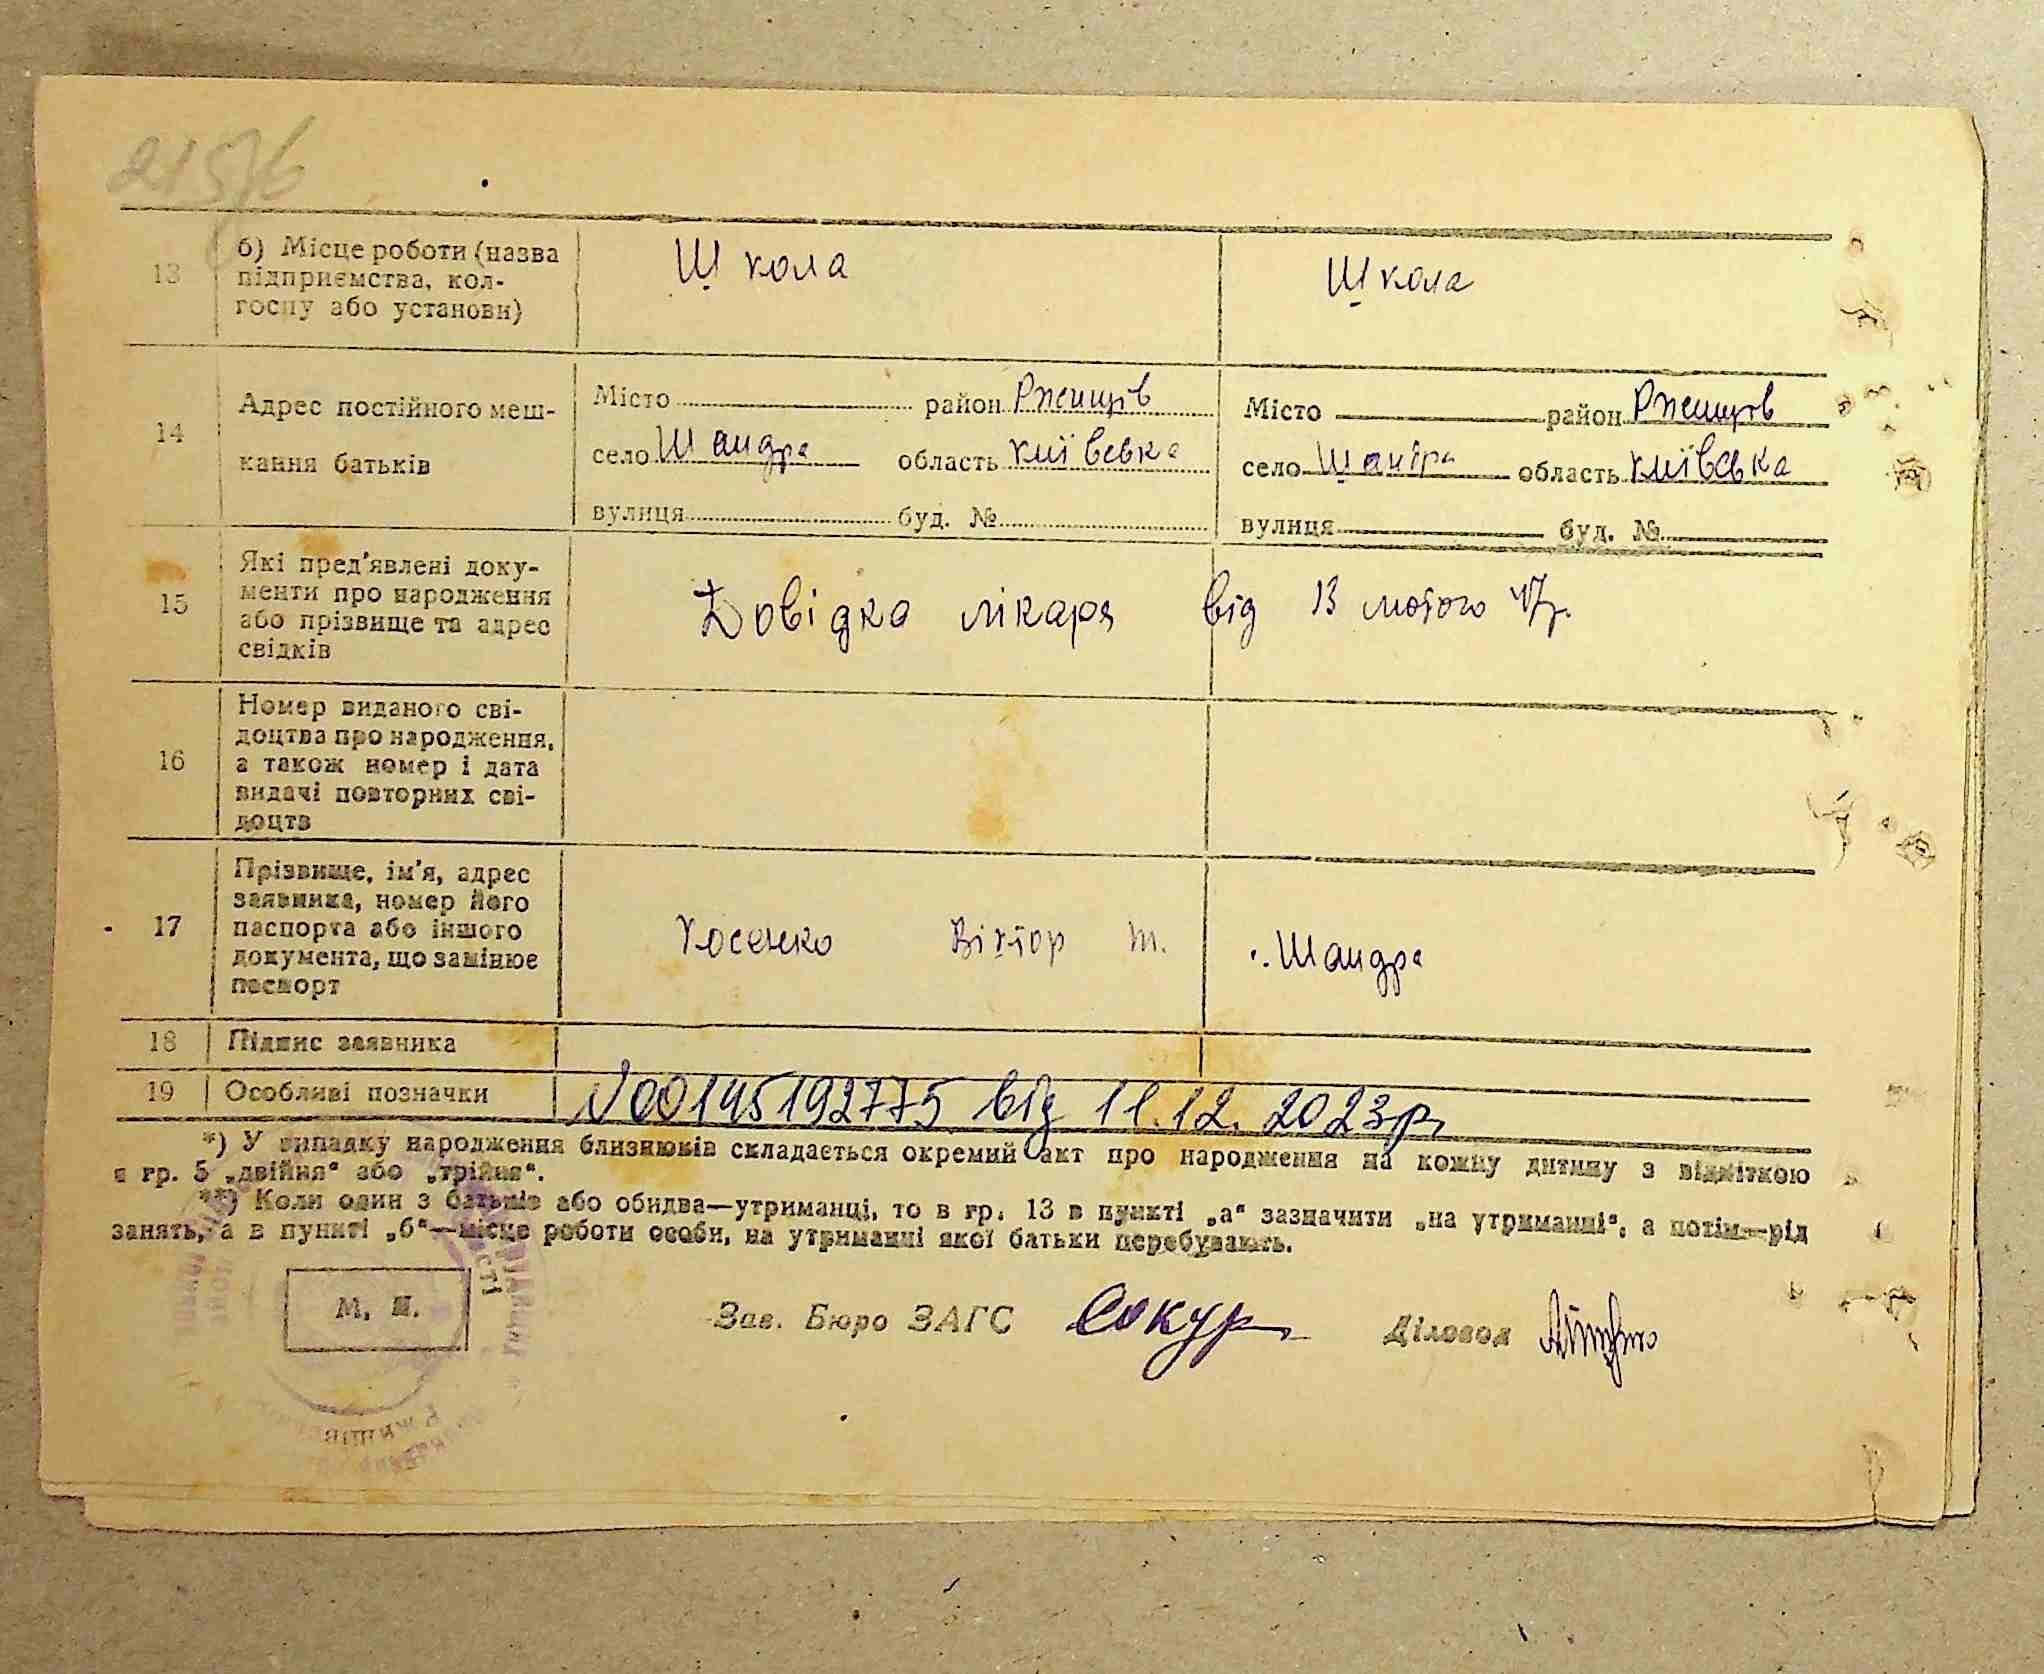 21576
13 б) Місце роботи (назва
підприємства, кол-
госпу або установи)
Школа
Школа
14 Адрес постійного меш-
кання батьків
Місто район Ржищів
село Шандра область Київська
вулиця буд. №
Місто район Ржищів
село Шандра область Київська
вулиця буд. №
15 Які пред'явлені доку-
менти про народження
або прізвище та адрес
свідків
Довідка лікаря від 13 лютого 47р.
16 Номер виданого сві-
доцтва про народження,
а також номер і дата
видачі повторних сві-
доцтв
17 Прізвище, ім'я, адрес
заявника, номер його
паспорта або іншого
документа, що замінює
паспорт
Косенко Віктор Т. с. Шандра
18 Підпис заявника
19 Особливі позначки
N00145192775 від 11.12.2023р.
*) У випадку народження близнюків складається окремий акт про народження на кожну дитину з відміткою
в гр. 5 „двійня“ або „трійня“.
**) Коли один з батьків або обидва—утриманці, то в гр. 13 в пункті „а“ зазначити „на утриманні“, а потім—рід
занять, а в пункті „б“—місце роботи особи, на утриманні якої батьки перебувають.
М. П.
Зав. Бюро ЗАГС Сокур
Діловод